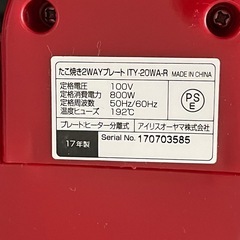 たこ焼き2WAYプレート ITY-20WA-R MADE IN CHINA
定格電圧：100V
定格消費電力：800W
定格周波数：50Hz/60Hz
温度ヒューズ：192℃
PS
E
プレートヒーター分離式 アイリスオーヤマ株式会社
17年製 Serial No. 170703585